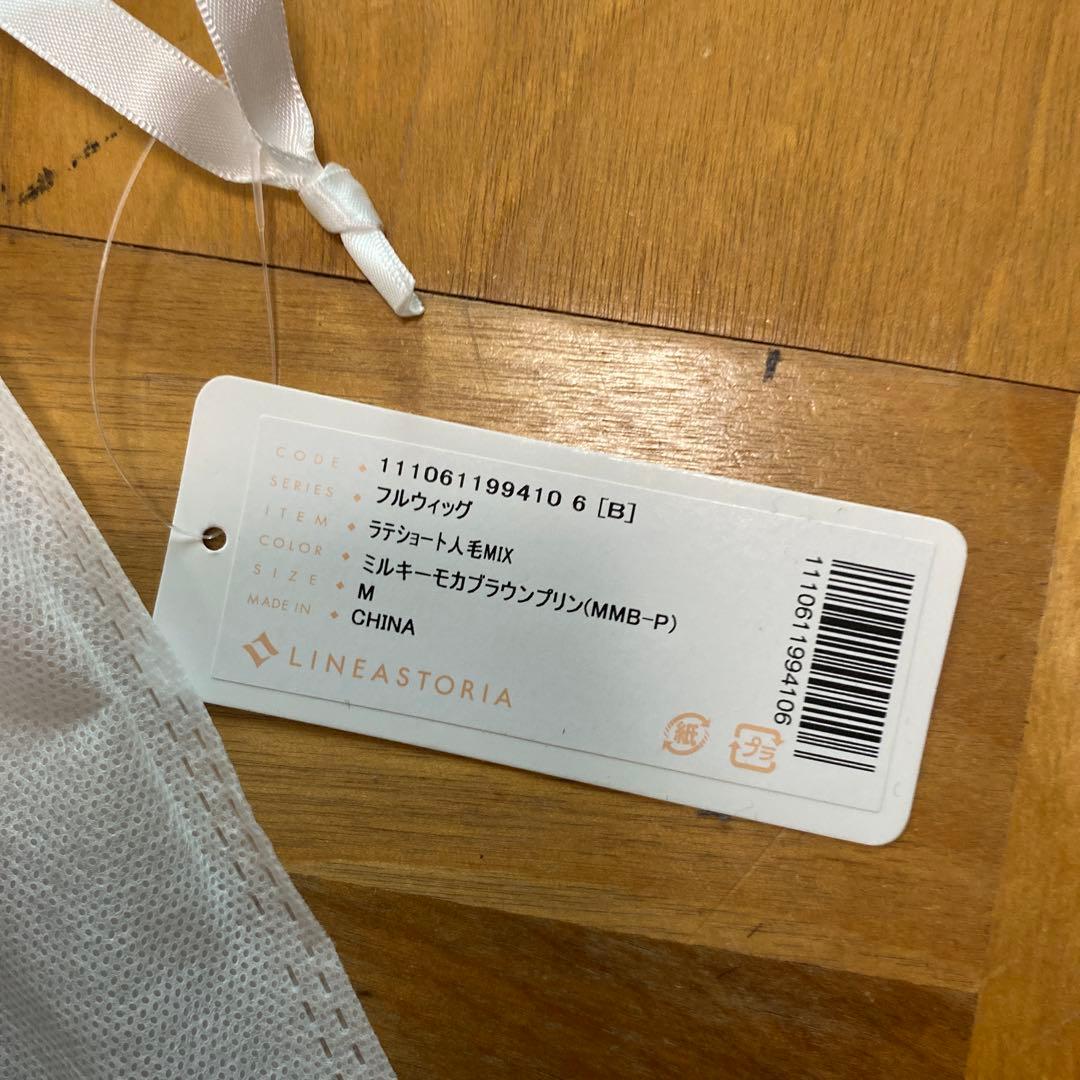 CODE ◆ 111061199410 6 [B]
SERIES ◆ フルウィッグ
ITEM ◆ ラテショート人毛MIX
COLOR ◆ ミルキーモカブラウンプリン(MMB-P)
SIZE ◆ M
MADE IN ◆ CHINA
LINEASTORIA
紙
プラ
1110611994106